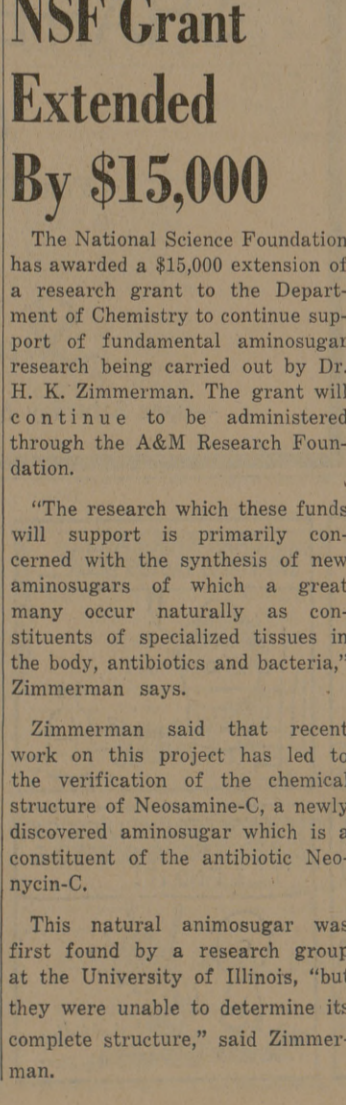 NSF Grant
Extended
By $15,000
The National Science Foundation
has awarded a $15,000 extension of
a research grant to the Depart-
ment of Chemistry to continue sup-
port of fundamental aminosugar
research being carried out by Dr.
H. K. Zimmerman. The grant will
continue to be administered
through the A&M Research Foun-
dation.
"The research which these funds
will support is primarily con-
cerned with the synthesis of new
aminosugars of which a great
many occur naturally as con-
stituents of specialized tissues in
the body, antibiotics and bacteria,"
Zimmerman says.
Zimmerman said that recent
work on this project has led to
the verification of the chemical
structure of Neosamine-C, a newly
discovered aminosugar which is a
constituent of the antibiotic Neo-
nycin-C.
This natural animosugar was
first found by a research group
at the University of Illinois, "but
they were unable to determine its
complete structure," said Zimmer-
man.